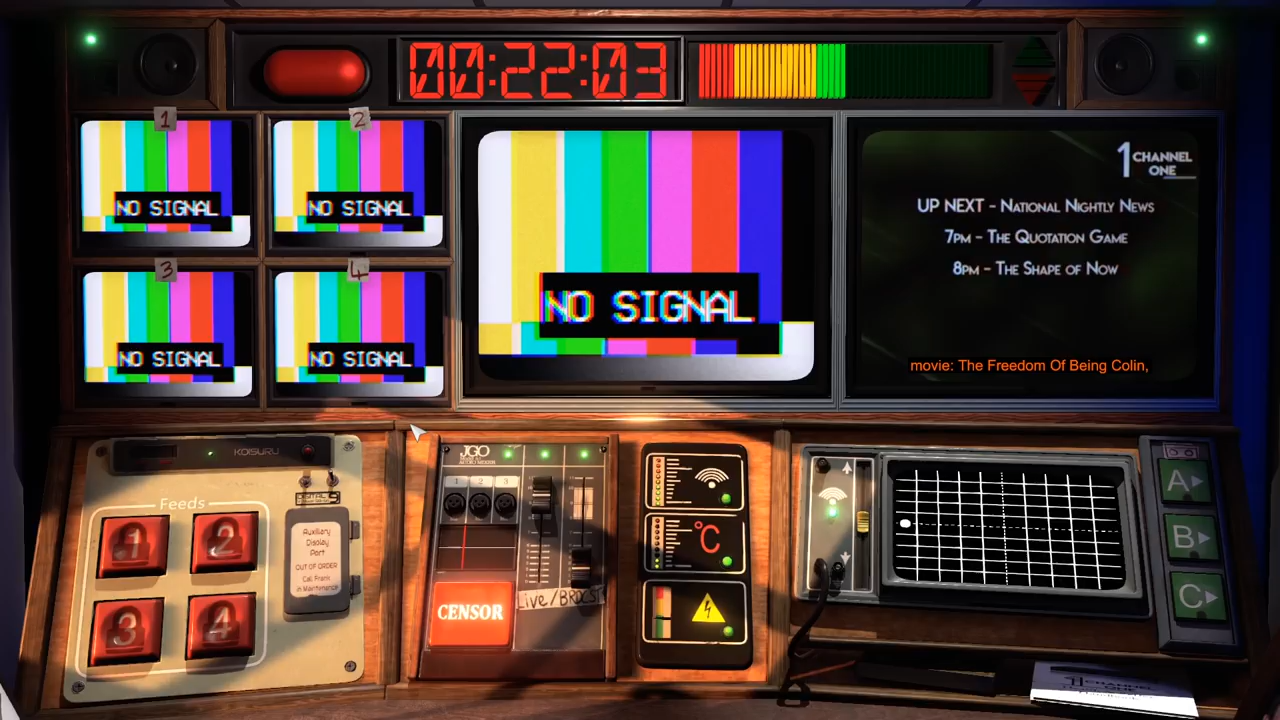 00:22:03
1
2
NO SIGNAL
NO SIGNAL
3
4
NO SIGNAL
NO SIGNAL
NO SIGNAL
1 CHANNEL
ONE
UP NEXT - NATIONAL NIGHTLY NEWS
7PM - THE QUOTATION GAME
8PM - THE SHAPE OF NOW
movie: The Freedom Of Being Colin,
KOISURU
Feeds
1
2
3
4
Auxiliary
Display
Port
OUT OF ORDER
Call Frank
in Maintenance
JGO
1 2 3
CENSOR
Live/BRDCST
°C
A
B
C
CHANNEL